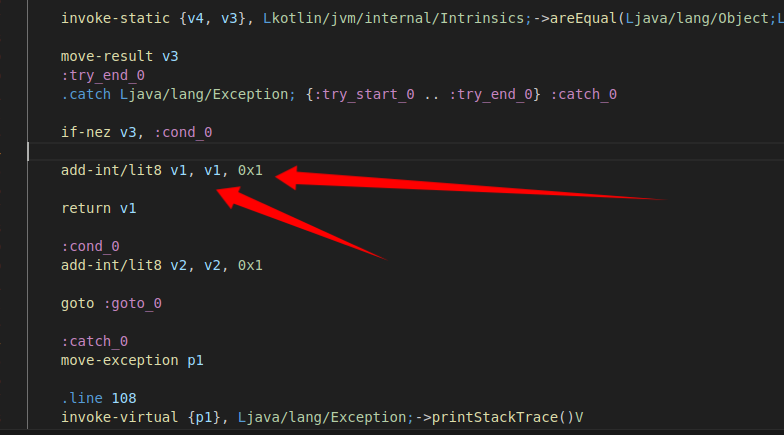 invoke-static {v4, v3}, Lkotlin/jvm/internal/Intrinsics;->areEqual(Ljava/lang/Object;L
move-result v3
:try_end_0
.catch Ljava/lang/Exception; {:try_start_0 .. :try_end_0} :catch_0
if-nez v3, :cond_0
add-int/lit8 v1, v1, 0x1
return v1
:cond_0
add-int/lit8 v2, v2, 0x1
goto :goto_0
:catch_0
move-exception p1
.line 108
invoke-virtual {p1}, Ljava/lang/Exception;->printStackTrace()V